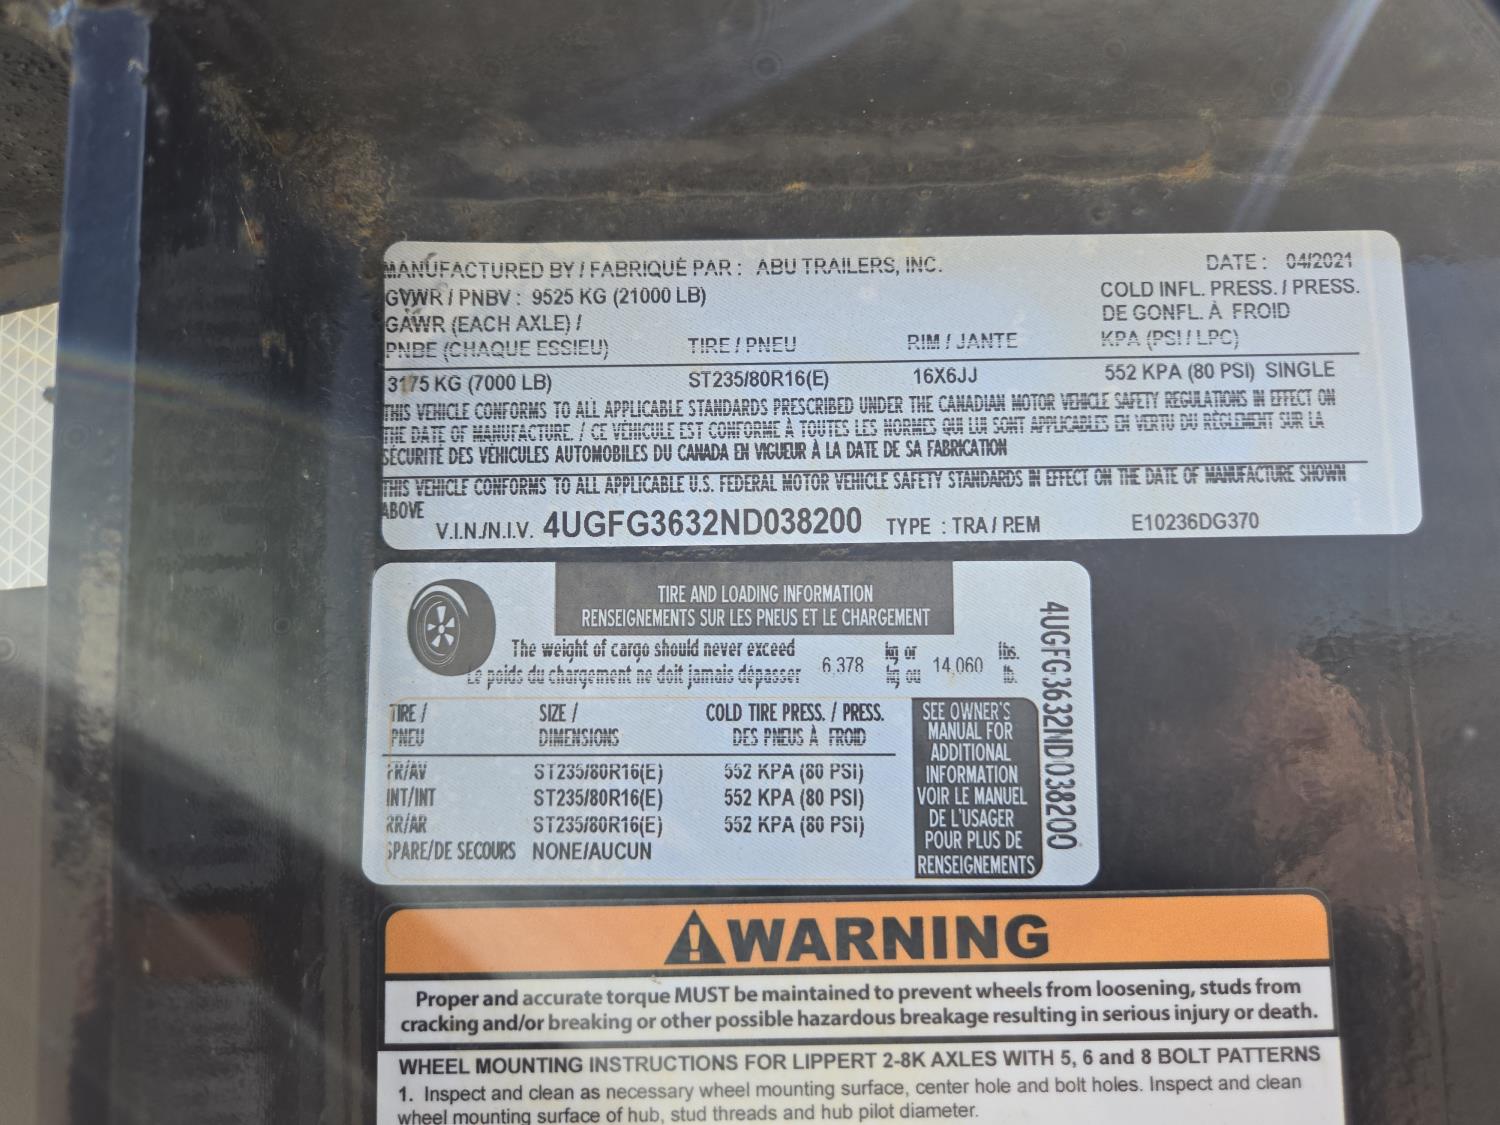 MANUFACTURED BY / FABRIQUÉ PAR : ABU TRAILERS, INC. DATE : 04/2021
GVWR / PNBV : 9525 KG (21000 LB) COLD INFL. PRESS. / PRESS.
GAWR (EACH AXLE) / DE GONFL. À FROID
PNBE (CHAQUE ESSIEU) TIRE / PNEU RIM / JANTE KPA (PSI / LPC)
3175 KG (7000 LB) ST235/80R16(E) 16X6JJ 552 KPA (80 PSI) SINGLE
THIS VEHICLE CONFORMS TO ALL APPLICABLE STANDARDS PRESCRIBED UNDER THE CANADIAN MOTOR VEHICLE SAFETY REGULATIONS IN EFFECT ON
THE DATE OF MANUFACTURE. / CE VÉHICULE EST CONFORME À TOUTES LES NORMES QUI LUI SONT APPLICABLES EN VERTU DU RÈGLEMENT SUR LA
SÉCURITÉ DES VÉHICULES AUTOMOBILES DU CANADA EN VIGUEUR À LA DATE DE SA FABRICATION
THIS VEHICLE CONFORMS TO ALL APPLICABLE U.S. FEDERAL MOTOR VEHICLE SAFETY STANDARDS IN EFFECT ON THE DATE OF MANUFACTURE SHOWN
ABOVE
V.I.N./N.I.V. 4UGFG3632ND038200 TYPE : TRA / REM E10236DG370
TIRE AND LOADING INFORMATION
RENSEIGNEMENTS SUR LES PNEUS ET LE CHARGEMENT
The weight of cargo should never exceed kg or lbs.
Le poids du chargement ne doit jamais dépasser 6,378 kg ou 14,060 lb.
TIRE / SIZE / COLD TIRE PRESS. / PRESS.
PNEU DIMENSIONS DES PNEUS À FROID
FR/AV ST235/80R16(E) 552 KPA (80 PSI)
INT/INT ST235/80R16(E) 552 KPA (80 PSI)
RR/AR ST235/80R16(E) 552 KPA (80 PSI)
SPARE/DE SECOURS NONE/AUCUN
SEE OWNER'S
MANUAL FOR
ADDITIONAL
INFORMATION
VOIR LE MANUEL
DE L'USAGER
POUR PLUS DE
RENSEIGNEMENTS
4UGFG3632ND038200
WARNING
Proper and accurate torque MUST be maintained to prevent wheels from loosening, studs from
cracking and/or breaking or other possible hazardous breakage resulting in serious injury or death.
WHEEL MOUNTING INSTRUCTIONS FOR LIPPERT 2-8K AXLES WITH 5, 6 and 8 BOLT PATTERNS
1. Inspect and clean as necessary wheel mounting surface, center hole and bolt holes. Inspect and clean
wheel mounting surface of hub, stud threads and hub pilot diameter.